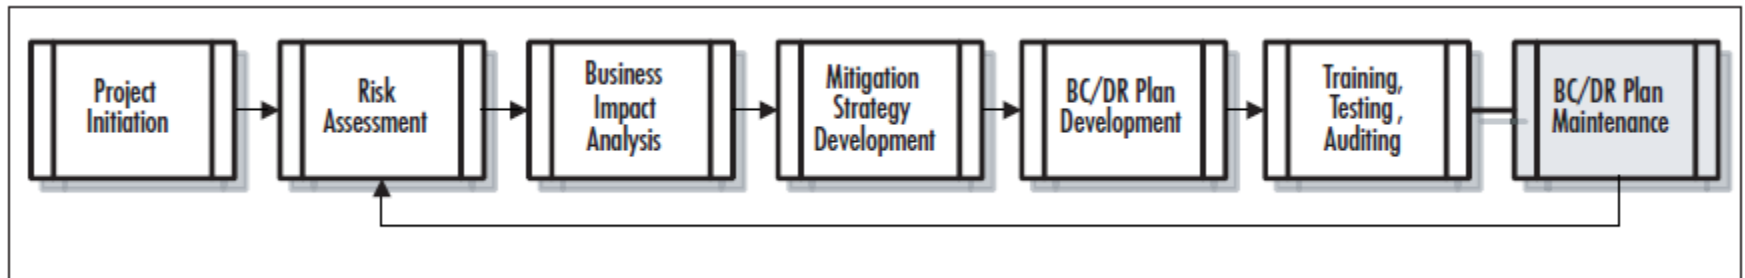 Project
Initiation
Risk
Assessment
Business
Impact
Analysis
Mitigation
Strategy
Development
BC/DR Plan
Development
Training,
Testing ,
Auditing
BC/DR Plan
Maintenance